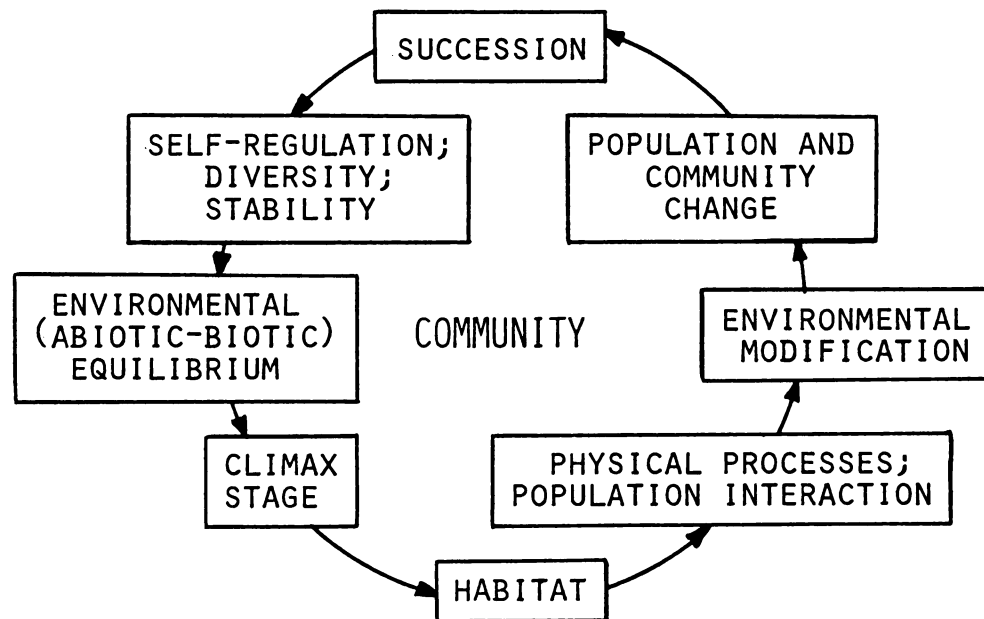 SUCCESSION
SELF-REGULATION;
DIVERSITY;
STABILITY
POPULATION AND
COMMUNITY
CHANGE
ENVIRONMENTAL
(ABIOTIC-BIOTIC)
EQUILIBRIUM
COMMUNITY
ENVIRONMENTAL
MODIFICATION
CLIMAX
STAGE
PHYSICAL PROCESSES;
POPULATION INTERACTION
HABITAT